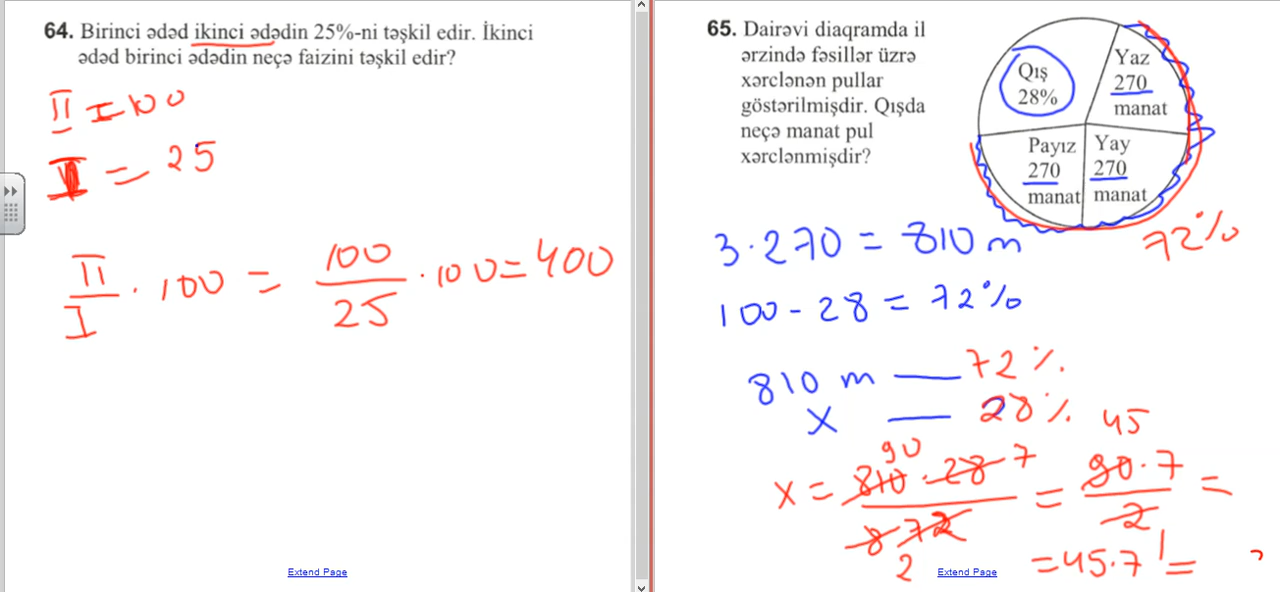 64. Birinci ədəd ikinci ədədin 25%-ni təşkil edir. İkinci
ədəd birinci ədədin neçə faizini təşkil edir?
II = 100
I = 25
II/I · 100 = 100/25 · 100 = 400
Extend Page
65. Dairəvi diaqramda il
ərzində fəsillər üzrə
xərclənən pullar
göstərilmişdir. Qışda
neçə manat pul
xərclənmişdir?
Qış
28%
Yaz
270
manat
Payız
270
manat
Yay
270
manat
72%
3·270 = 810 m
100 - 28 = 72%
810 m — 72%
x — 28%
90 45
x = 810·28 7 / 8 72 = 90·7 / 2 =
2 1
= 45·7 =
Extend Page